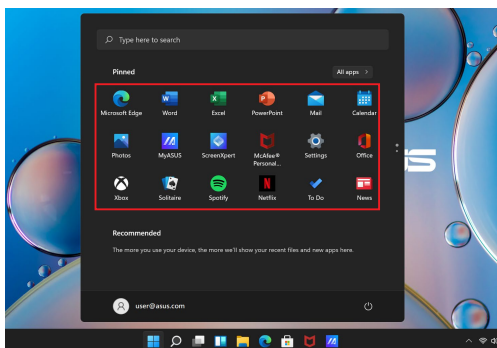 Type here to search
Pinned
All apps >
Microsoft Edge Word Excel PowerPoint Mail Calendar
Photos MyASUS ScreenXpert McAfee® Personal... Settings Office
Xbox Solitaire Spotify Netflix To Do News
Recommended
The more you use your device, the more we'll show your recent files and new apps here.
user@asus.com